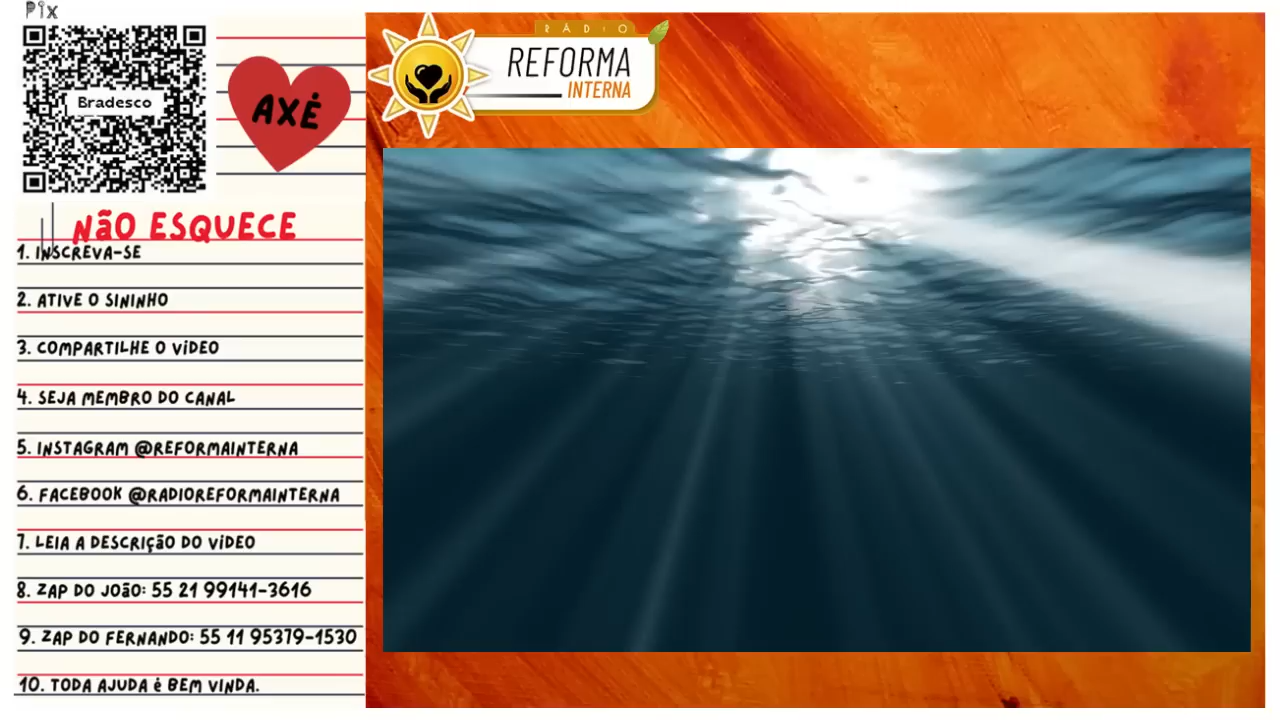 Pix
Bradesco
AXÉ
NÃO ESQUECE
1. INSCREVA-SE
2. ATIVE O SININHO
3. COMPARTILHE O VÍDEO
4. SEJA MEMBRO DO CANAL
5. INSTAGRAM @REFORMAINTERNA
6. FACEBOOK @RADIOREFORMAINTERNA
7. LEIA A DESCRIÇÃO DO VÍDEO
8. ZAP DO JOÃO: 55 21 99141-3616
9. ZAP DO FERNANDO: 55 11 95379-1530
10. TODA AJUDA É BEM VINDA.
RÁDIO
REFORMA
INTERNA